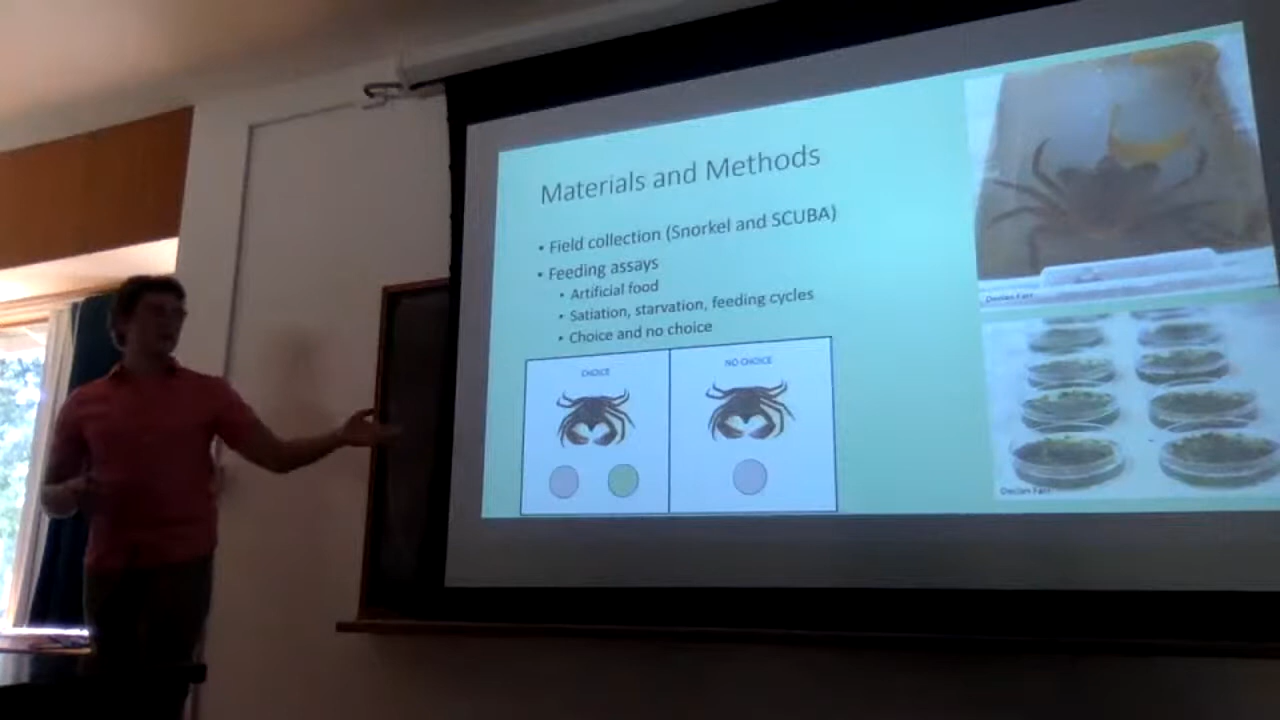 Materials and Methods
• Field collection (Snorkel and SCUBA)
• Feeding assays
• Artificial food
• Satiation, starvation, feeding cycles
• Choice and no choice
CHOICE
NO CHOICE